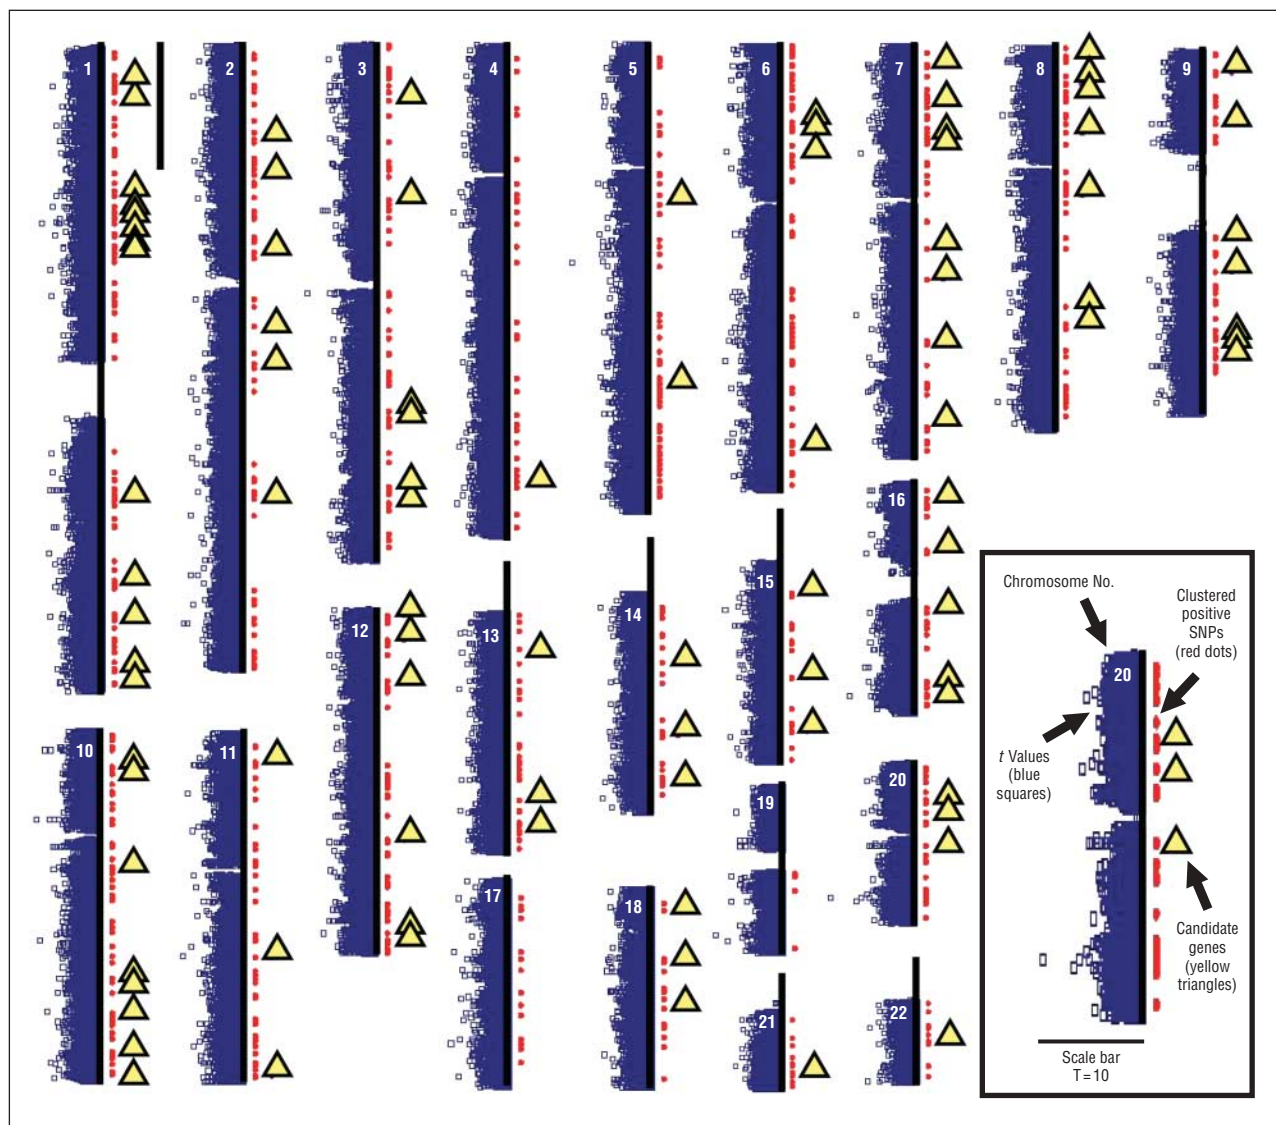 1
2
3
4
5
6
7
8
9
10
11
12
13
14
15
16
17
18
19
20
21
22
Chromosome No.
Clustered
positive
SNPs
(red dots)
20
t Values
(blue
squares)
Candidate
genes
(yellow
triangles)
Scale bar
T=10